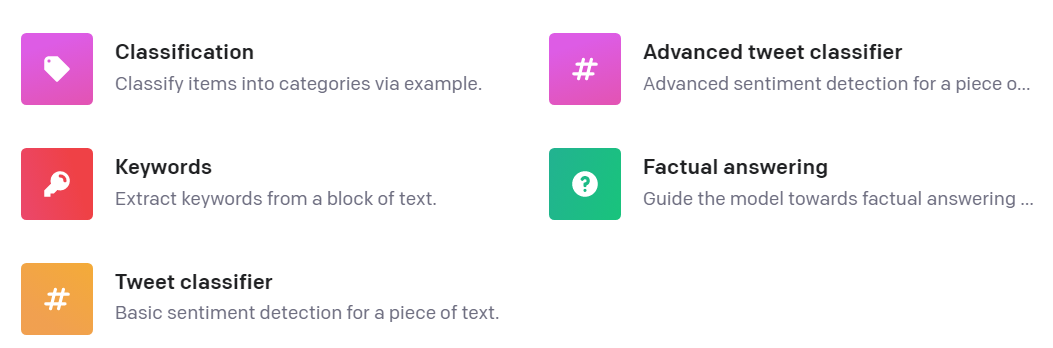 Classification
Classify items into categories via example.
Advanced tweet classifier
Advanced sentiment detection for a piece o...
Keywords
Extract keywords from a block of text.
Factual answering
Guide the model towards factual answering ...
Tweet classifier
Basic sentiment detection for a piece of text.